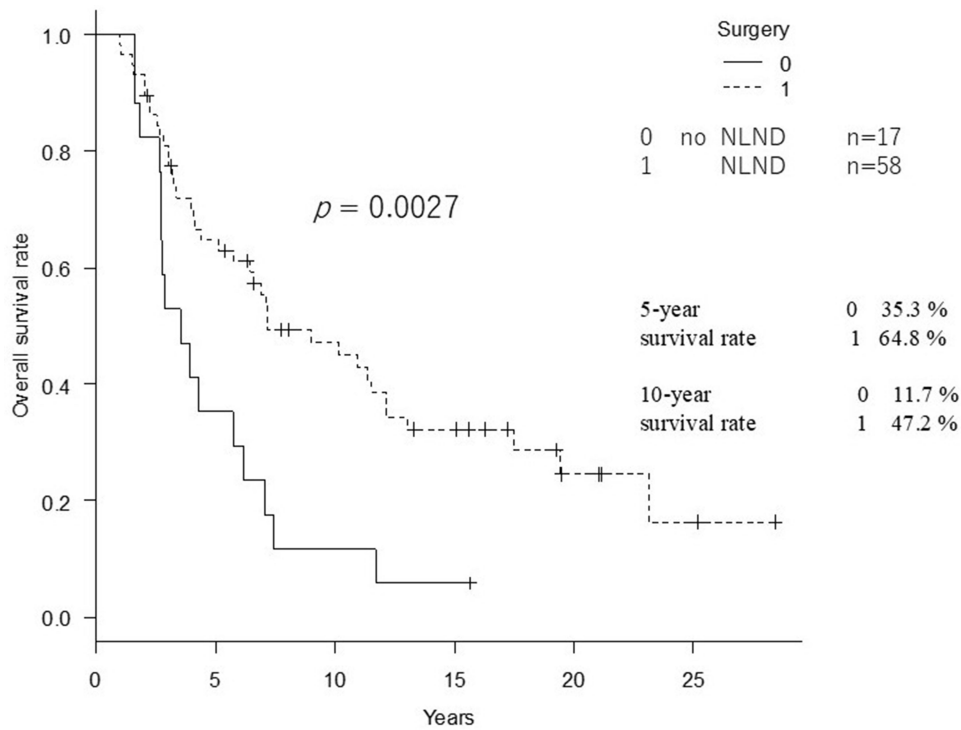 Surgery
0
1
0 no NLND n=17
1 NLND n=58
p = 0.0027
5-year 0 35.3 %
survival rate 1 64.8 %
10-year 0 11.7 %
survival rate 1 47.2 %
Overall survival rate
1.0
0.8
0.6
0.4
0.2
0.0
0 5 10 15 20 25
Years